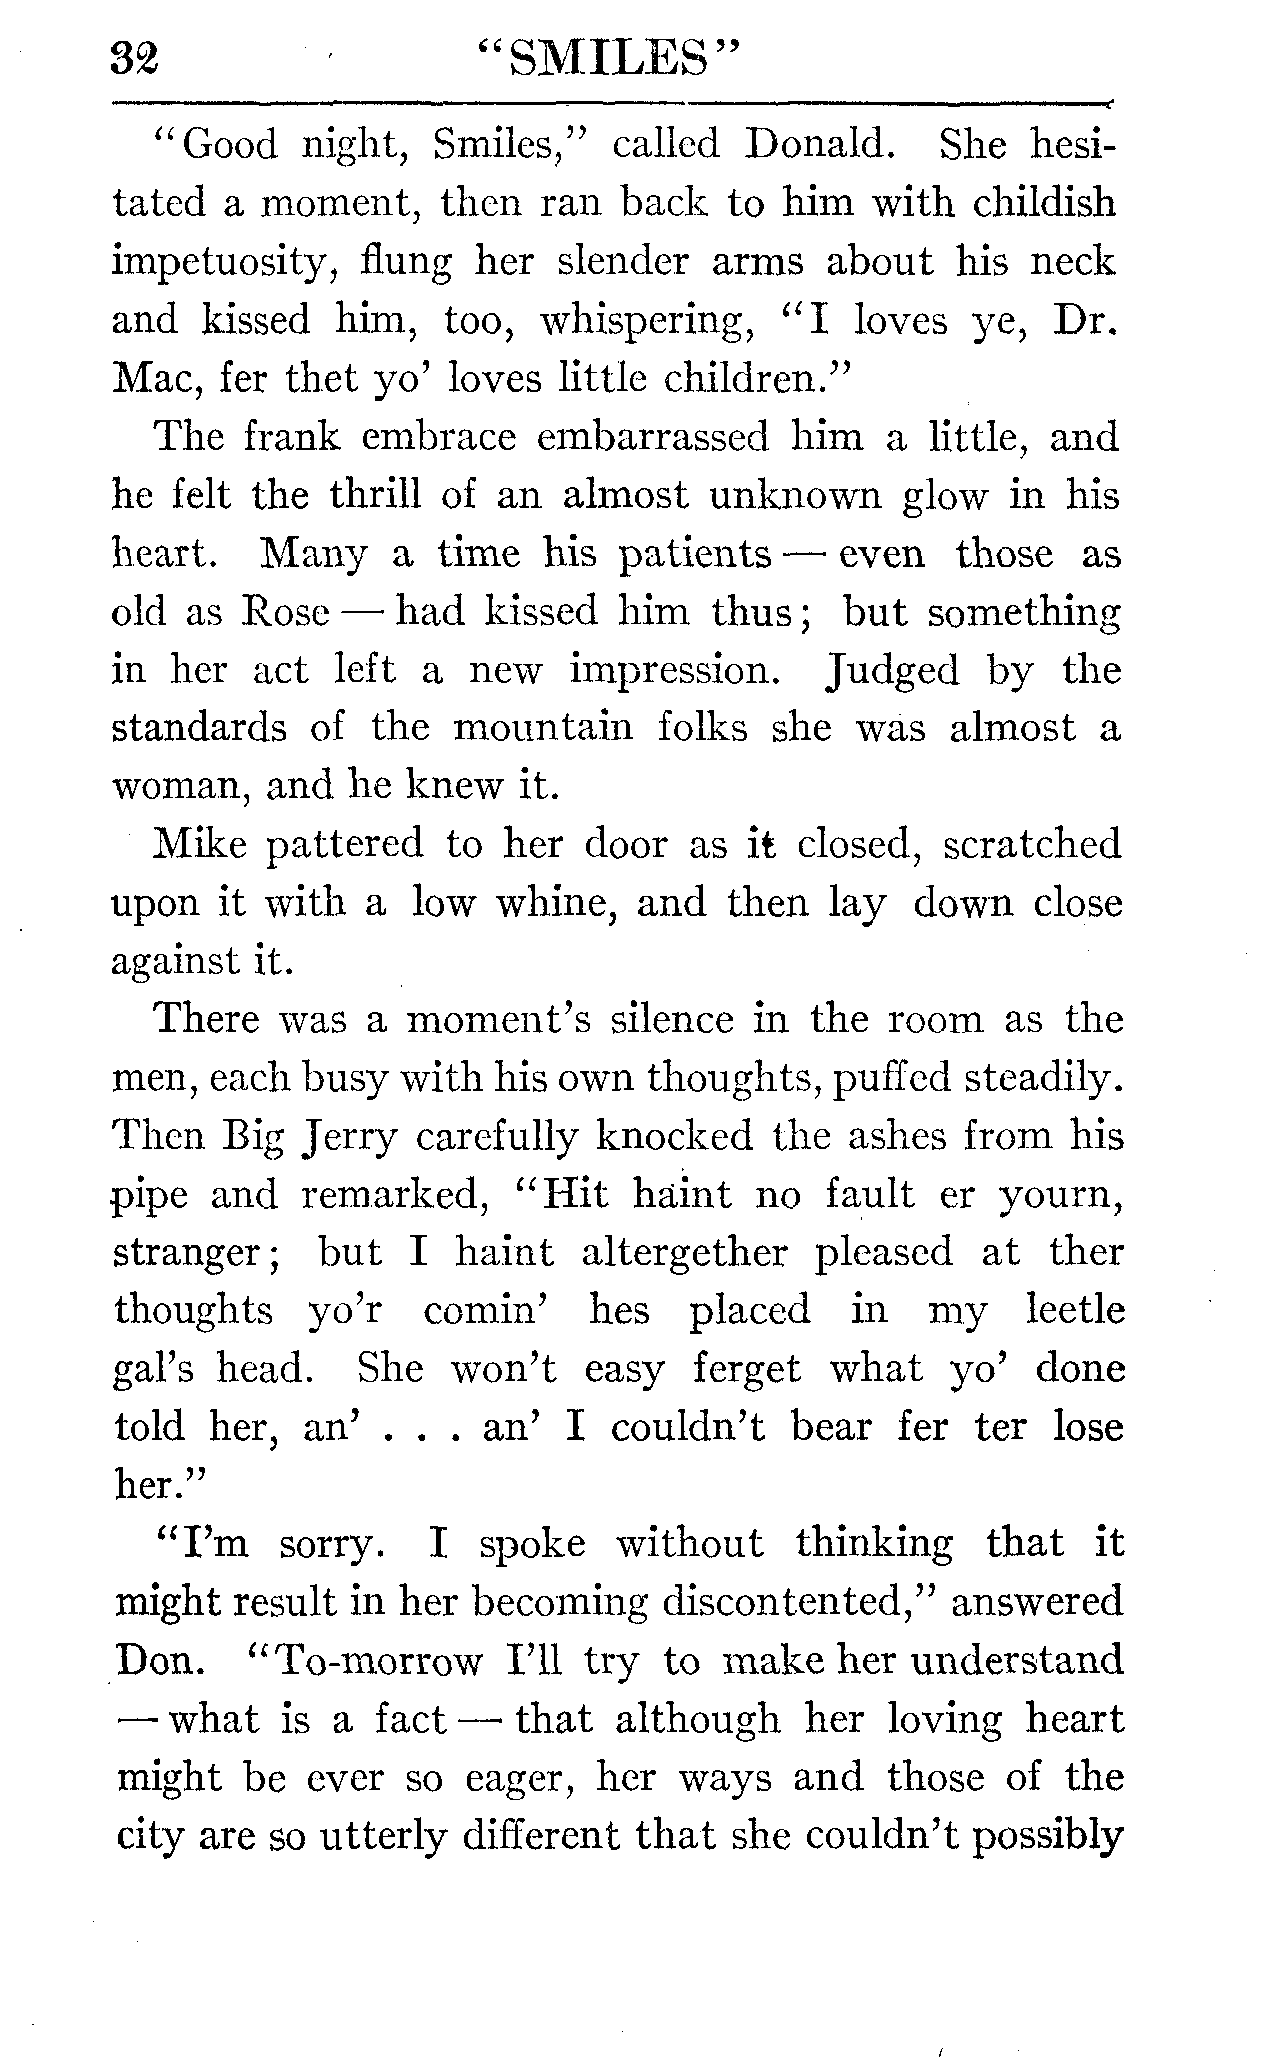 32 "SMILES"
"Good night, Smiles," called Donald. She hesi-
tated a moment, then ran back to him with childish
impetuosity, flung her slender arms about his neck
and kissed him, too, whispering, "I loves ye, Dr.
Mac, fer thet yo' loves little children."
The frank embrace embarrassed him a little, and
he felt the thrill of an almost unknown glow in his
heart. Many a time his patients — even those as
old as Rose — had kissed him thus; but something
in her act left a new impression. Judged by the
standards of the mountain folks she was almost a
woman, and he knew it.
Mike pattered to her door as it closed, scratched
upon it with a low whine, and then lay down close
against it.
There was a moment's silence in the room as the
men, each busy with his own thoughts, puffed steadily.
Then Big Jerry carefully knocked the ashes from his
pipe and remarked, "Hit haint no fault er yourn,
stranger; but I haint altergether pleased at ther
thoughts yo'r comin' hes placed in my leetle
gal's head. She won't easy ferget what yo' done
told her, an' . . . an' I couldn't bear fer ter lose
her."
"I'm sorry. I spoke without thinking that it
might result in her becoming discontented," answered
Don. "To-morrow I'll try to make her understand
— what is a fact — that although her loving heart
might be ever so eager, her ways and those of the
city are so utterly different that she couldn't possibly